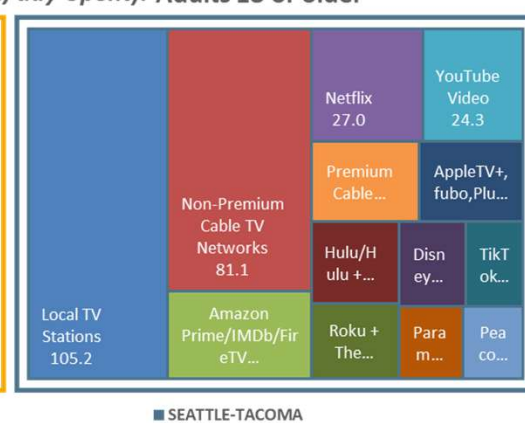 Adults 18 or older
Local TV
Stations
105.2
Non-Premium
Cable TV
Networks
81.1
Amazon
Prime/IMDb/Fir
eTV...
Netflix
27.0
YouTube
Video
24.3
Premium
Cable...
AppleTV+,
fubo,Plu...
Hulu/H
ulu +...
Disn
ey...
TikT
ok...
Roku +
The...
Para
m...
Pea
co...
SEATTLE-TACOMA